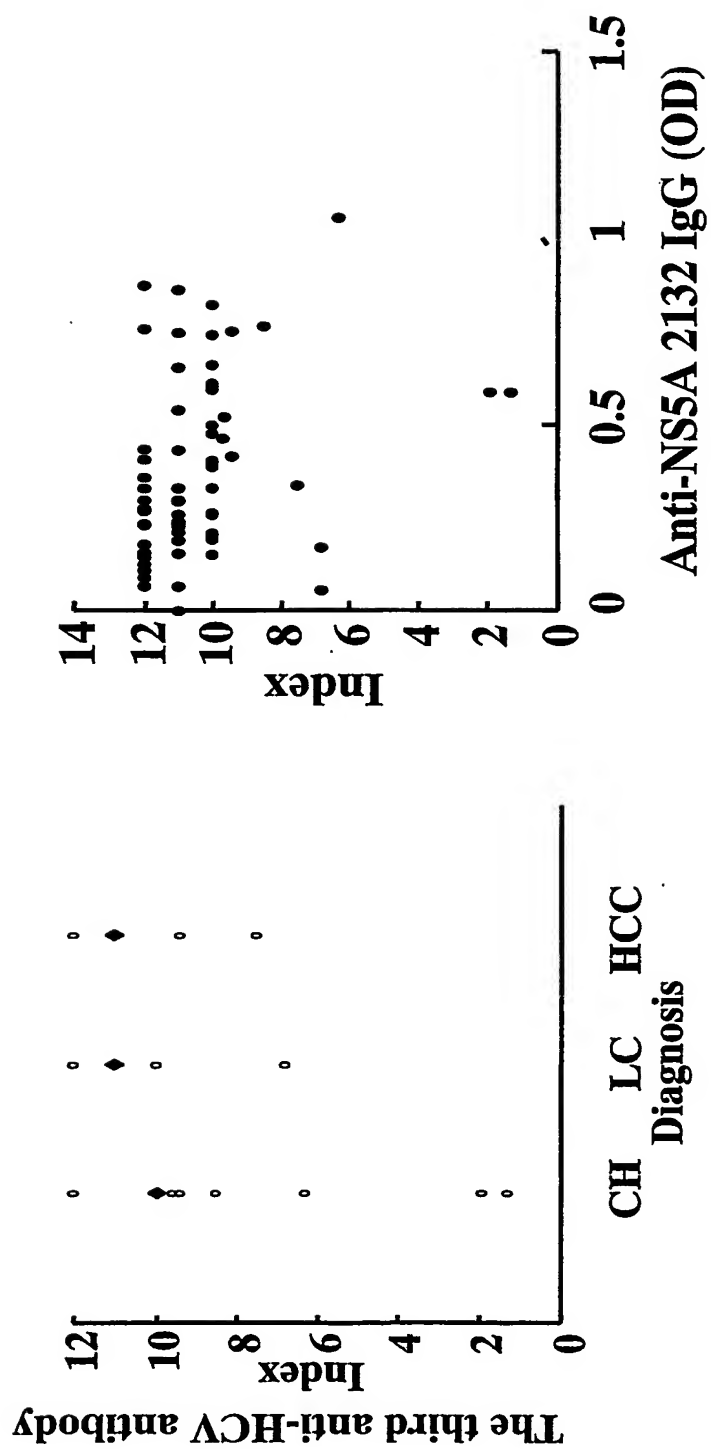 The third anti-HCV antibody
Index
12
10
8
6
4
2
0
CH LC HCC
Diagnosis
Index
14
12
10
8
6
4
2
0
0 0.5 1 1.5
Anti-NS5A 2132 IgG (OD)